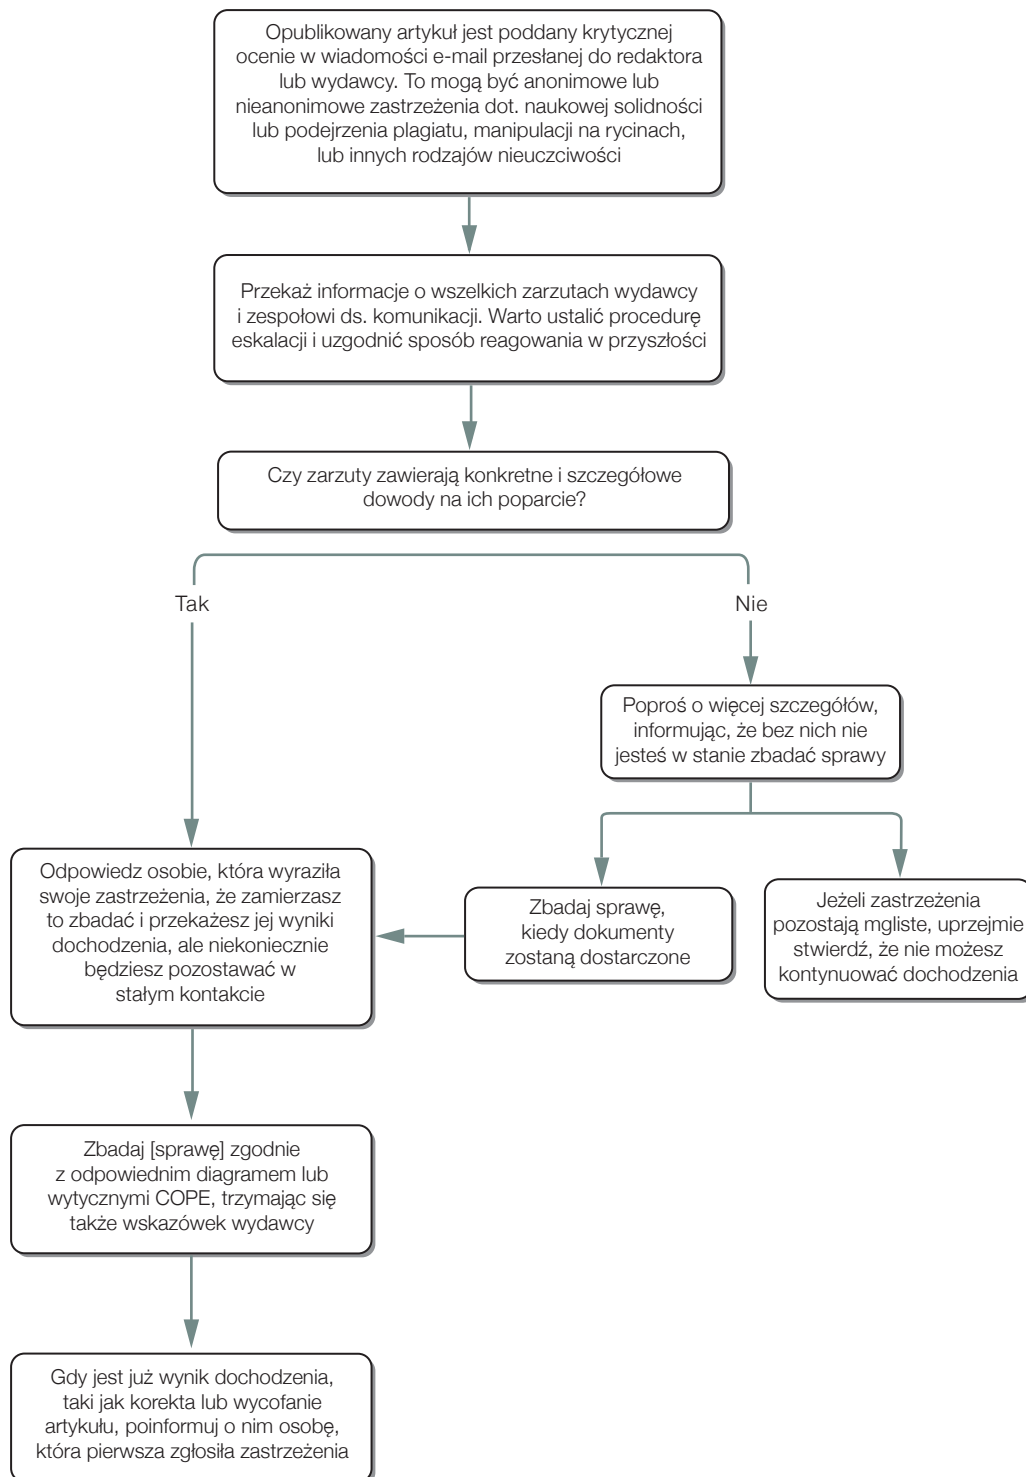 Opublikowany artykuł jest poddany krytycznej
ocenie w wiadomości e-mail przesłanej do redaktora
lub wydawcy. To mogą być anonimowe lub
nieanonimowe zastrzeżenia dot. naukowej solidności
lub podejrzenia plagiatu, manipulacji na rycinach,
lub innych rodzajów nieuczciwości
Przekaż informacje o wszelkich zarzutach wydawcy
i zespołowi ds. komunikacji. Warto ustalić procedurę
eskalacji i uzgodnić sposób reagowania w przyszłości
Czy zarzuty zawierają konkretne i szczegółowe
dowody na ich poparcie?
Tak
Nie
Poproś o więcej szczegółów,
informując, że bez nich nie
jesteś w stanie zbadać sprawy
Odpowiedz osobie, która wyraziła
swoje zastrzeżenia, że zamierzasz
to zbadać i przekażesz jej wyniki
dochodzenia, ale niekoniecznie
będziesz pozostawać w
stałym kontakcie
Zbadaj sprawę,
kiedy dokumenty
zostaną dostarczone
Jeżeli zastrzeżenia
pozostają mgliste, uprzejmie
stwierdź, że nie możesz
kontynuować dochodzenia
Zbadaj [sprawę] zgodnie
z odpowiednim diagramem lub
wytycznymi COPE, trzymając się
także wskazówek wydawcy
Gdy jest już wynik dochodzenia,
taki jak korekta lub wycofanie
artykułu, poinformuj o nim osobę,
która pierwsza zgłosiła zastrzeżenia